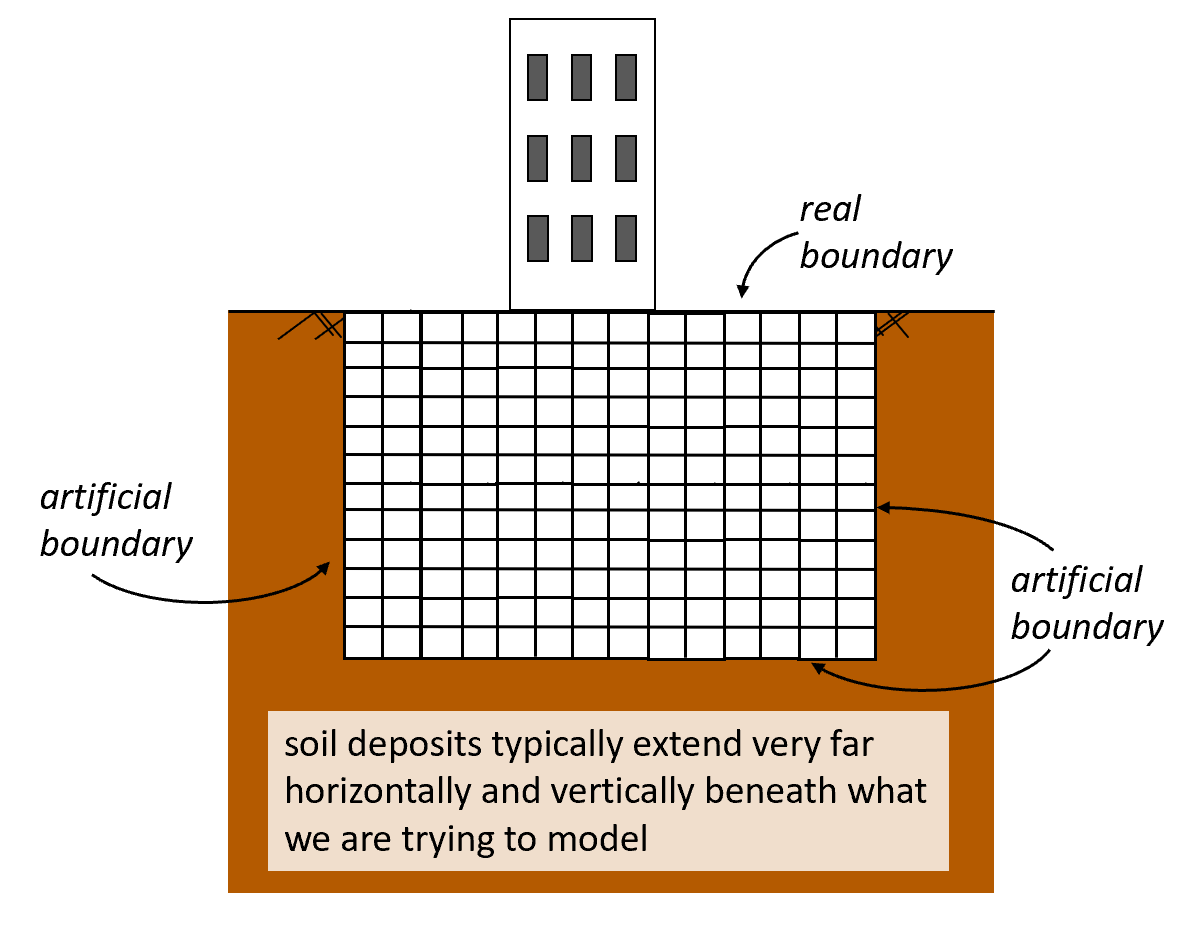 real
boundary
artificial
boundary
artificial
boundary
soil deposits typically extend very far
horizontally and vertically beneath what
we are trying to model